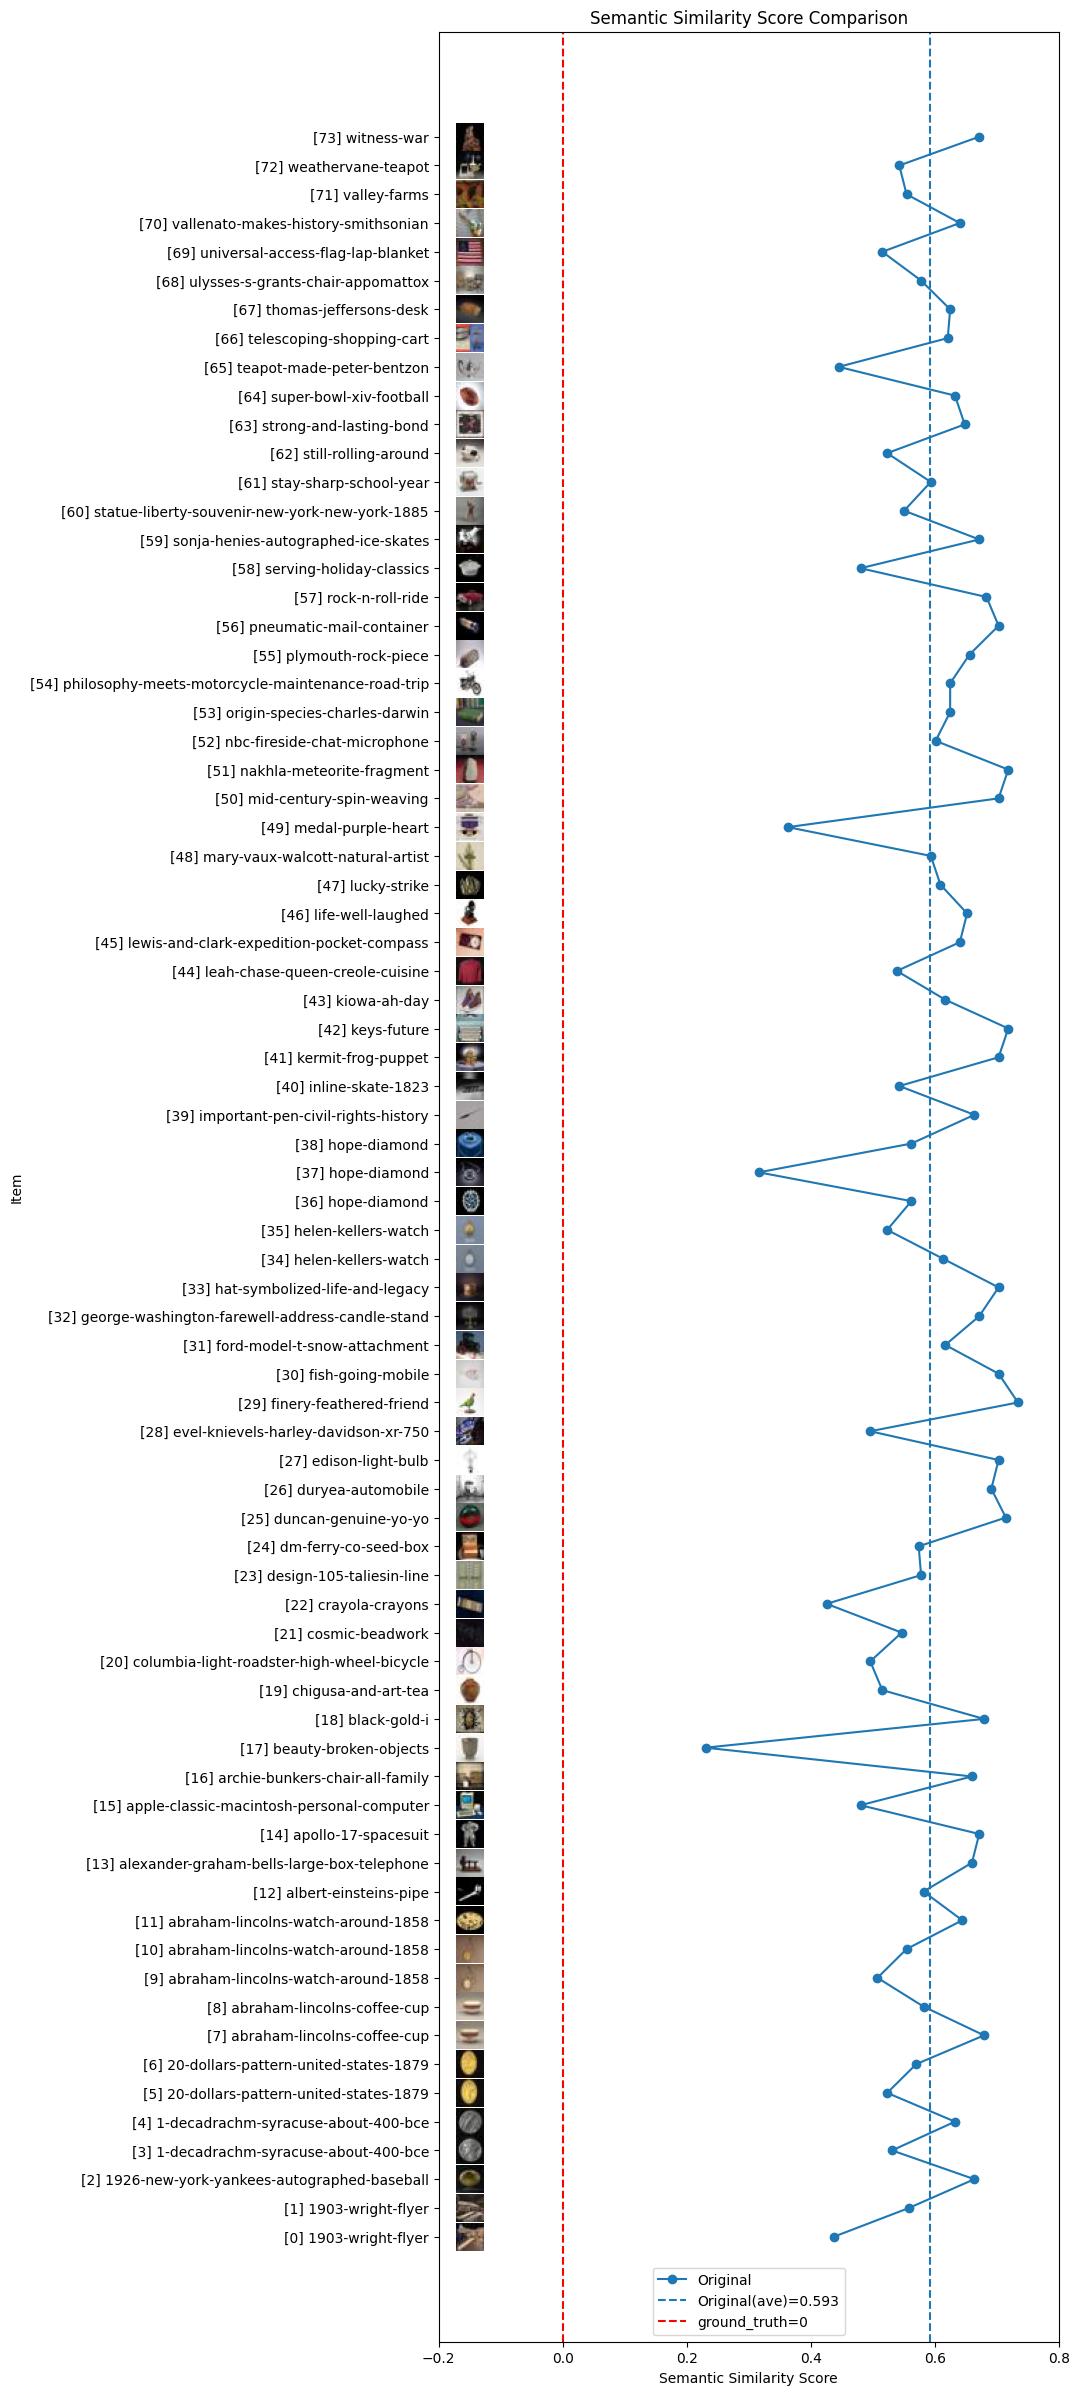 Semantic Similarity Score Comparison
[73] witness-war
[72] weathervane-teapot
[71] valley-farms
[70] vallenato-makes-history-smithsonian
[69] universal-access-flag-lap-blanket
[68] ulysses-s-grants-chair-appomattox
[67] thomas-jeffersons-desk
[66] telescoping-shopping-cart
[65] teapot-made-peter-bentzon
[64] super-bowl-xiv-football
[63] strong-and-lasting-bond
[62] still-rolling-around
[61] stay-sharp-school-year
[60] statue-liberty-souvenir-new-york-new-york-1885
[59] sonja-henies-autographed-ice-skates
[58] serving-holiday-classics
[57] rock-n-roll-ride
[56] pneumatic-mail-container
[55] plymouth-rock-piece
[54] philosophy-meets-motorcycle-maintenance-road-trip
[53] origin-species-charles-darwin
[52] nbc-fireside-chat-microphone
[51] nakhla-meteorite-fragment
[50] mid-century-spin-weaving
[49] medal-purple-heart
[48] mary-vaux-walcott-natural-artist
[47] lucky-strike
[46] life-well-laughed
[45] lewis-and-clark-expedition-pocket-compass
[44] leah-chase-queen-creole-cuisine
[43] kiowa-ah-day
[42] keys-future
[41] kermit-frog-puppet
[40] inline-skate-1823
[39] important-pen-civil-rights-history
[38] hope-diamond
[37] hope-diamond
[36] hope-diamond
[35] helen-kellers-watch
[34] helen-kellers-watch
[33] hat-symbolized-life-and-legacy
[32] george-washington-farewell-address-candle-stand
[31] ford-model-t-snow-attachment
[30] fish-going-mobile
[29] finery-feathered-friend
[28] evel-knievels-harley-davidson-xr-750
[27] edison-light-bulb
[26] duryea-automobile
[25] duncan-genuine-yo-yo
[24] dm-ferry-co-seed-box
[23] design-105-taliesin-line
[22] crayola-crayons
[21] cosmic-beadwork
[20] columbia-light-roadster-high-wheel-bicycle
[19] chigusa-and-art-tea
[18] black-gold-i
[17] beauty-broken-objects
[16] archie-bunkers-chair-all-family
[15] apple-classic-macintosh-personal-computer
[14] apollo-17-spacesuit
[13] alexander-graham-bells-large-box-telephone
[12] albert-einsteins-pipe
[11] abraham-lincolns-watch-around-1858
[10] abraham-lincolns-watch-around-1858
[9] abraham-lincolns-watch-around-1858
[8] abraham-lincolns-coffee-cup
[7] abraham-lincolns-coffee-cup
[6] 20-dollars-pattern-united-states-1879
[5] 20-dollars-pattern-united-states-1879
[4] 1-decadrachm-syracuse-about-400-bce
[3] 1-decadrachm-syracuse-about-400-bce
[2] 1926-new-york-yankees-autographed-baseball
[1] 1903-wright-flyer
[0] 1903-wright-flyer
Item
Original
Original(ave)=0.593
ground_truth=0
−0.2 0.0 0.2 0.4 0.6 0.8
Semantic Similarity Score